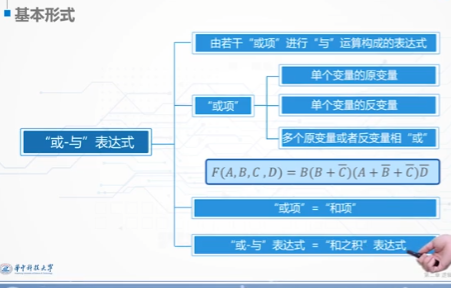 基本形式
由若干“或项”进行“与”运算构成的表达式
单个变量的原变量
“或项”
单个变量的反变量
“或-与”表达式
多个原变量或者反变量相“或”
F(A,B,C,D) = B(B + C̅)(A + B̅ + C̅)D̅
“或项” = “和项”
“或-与”表达式 = “和之积”表达式
华中科技大学